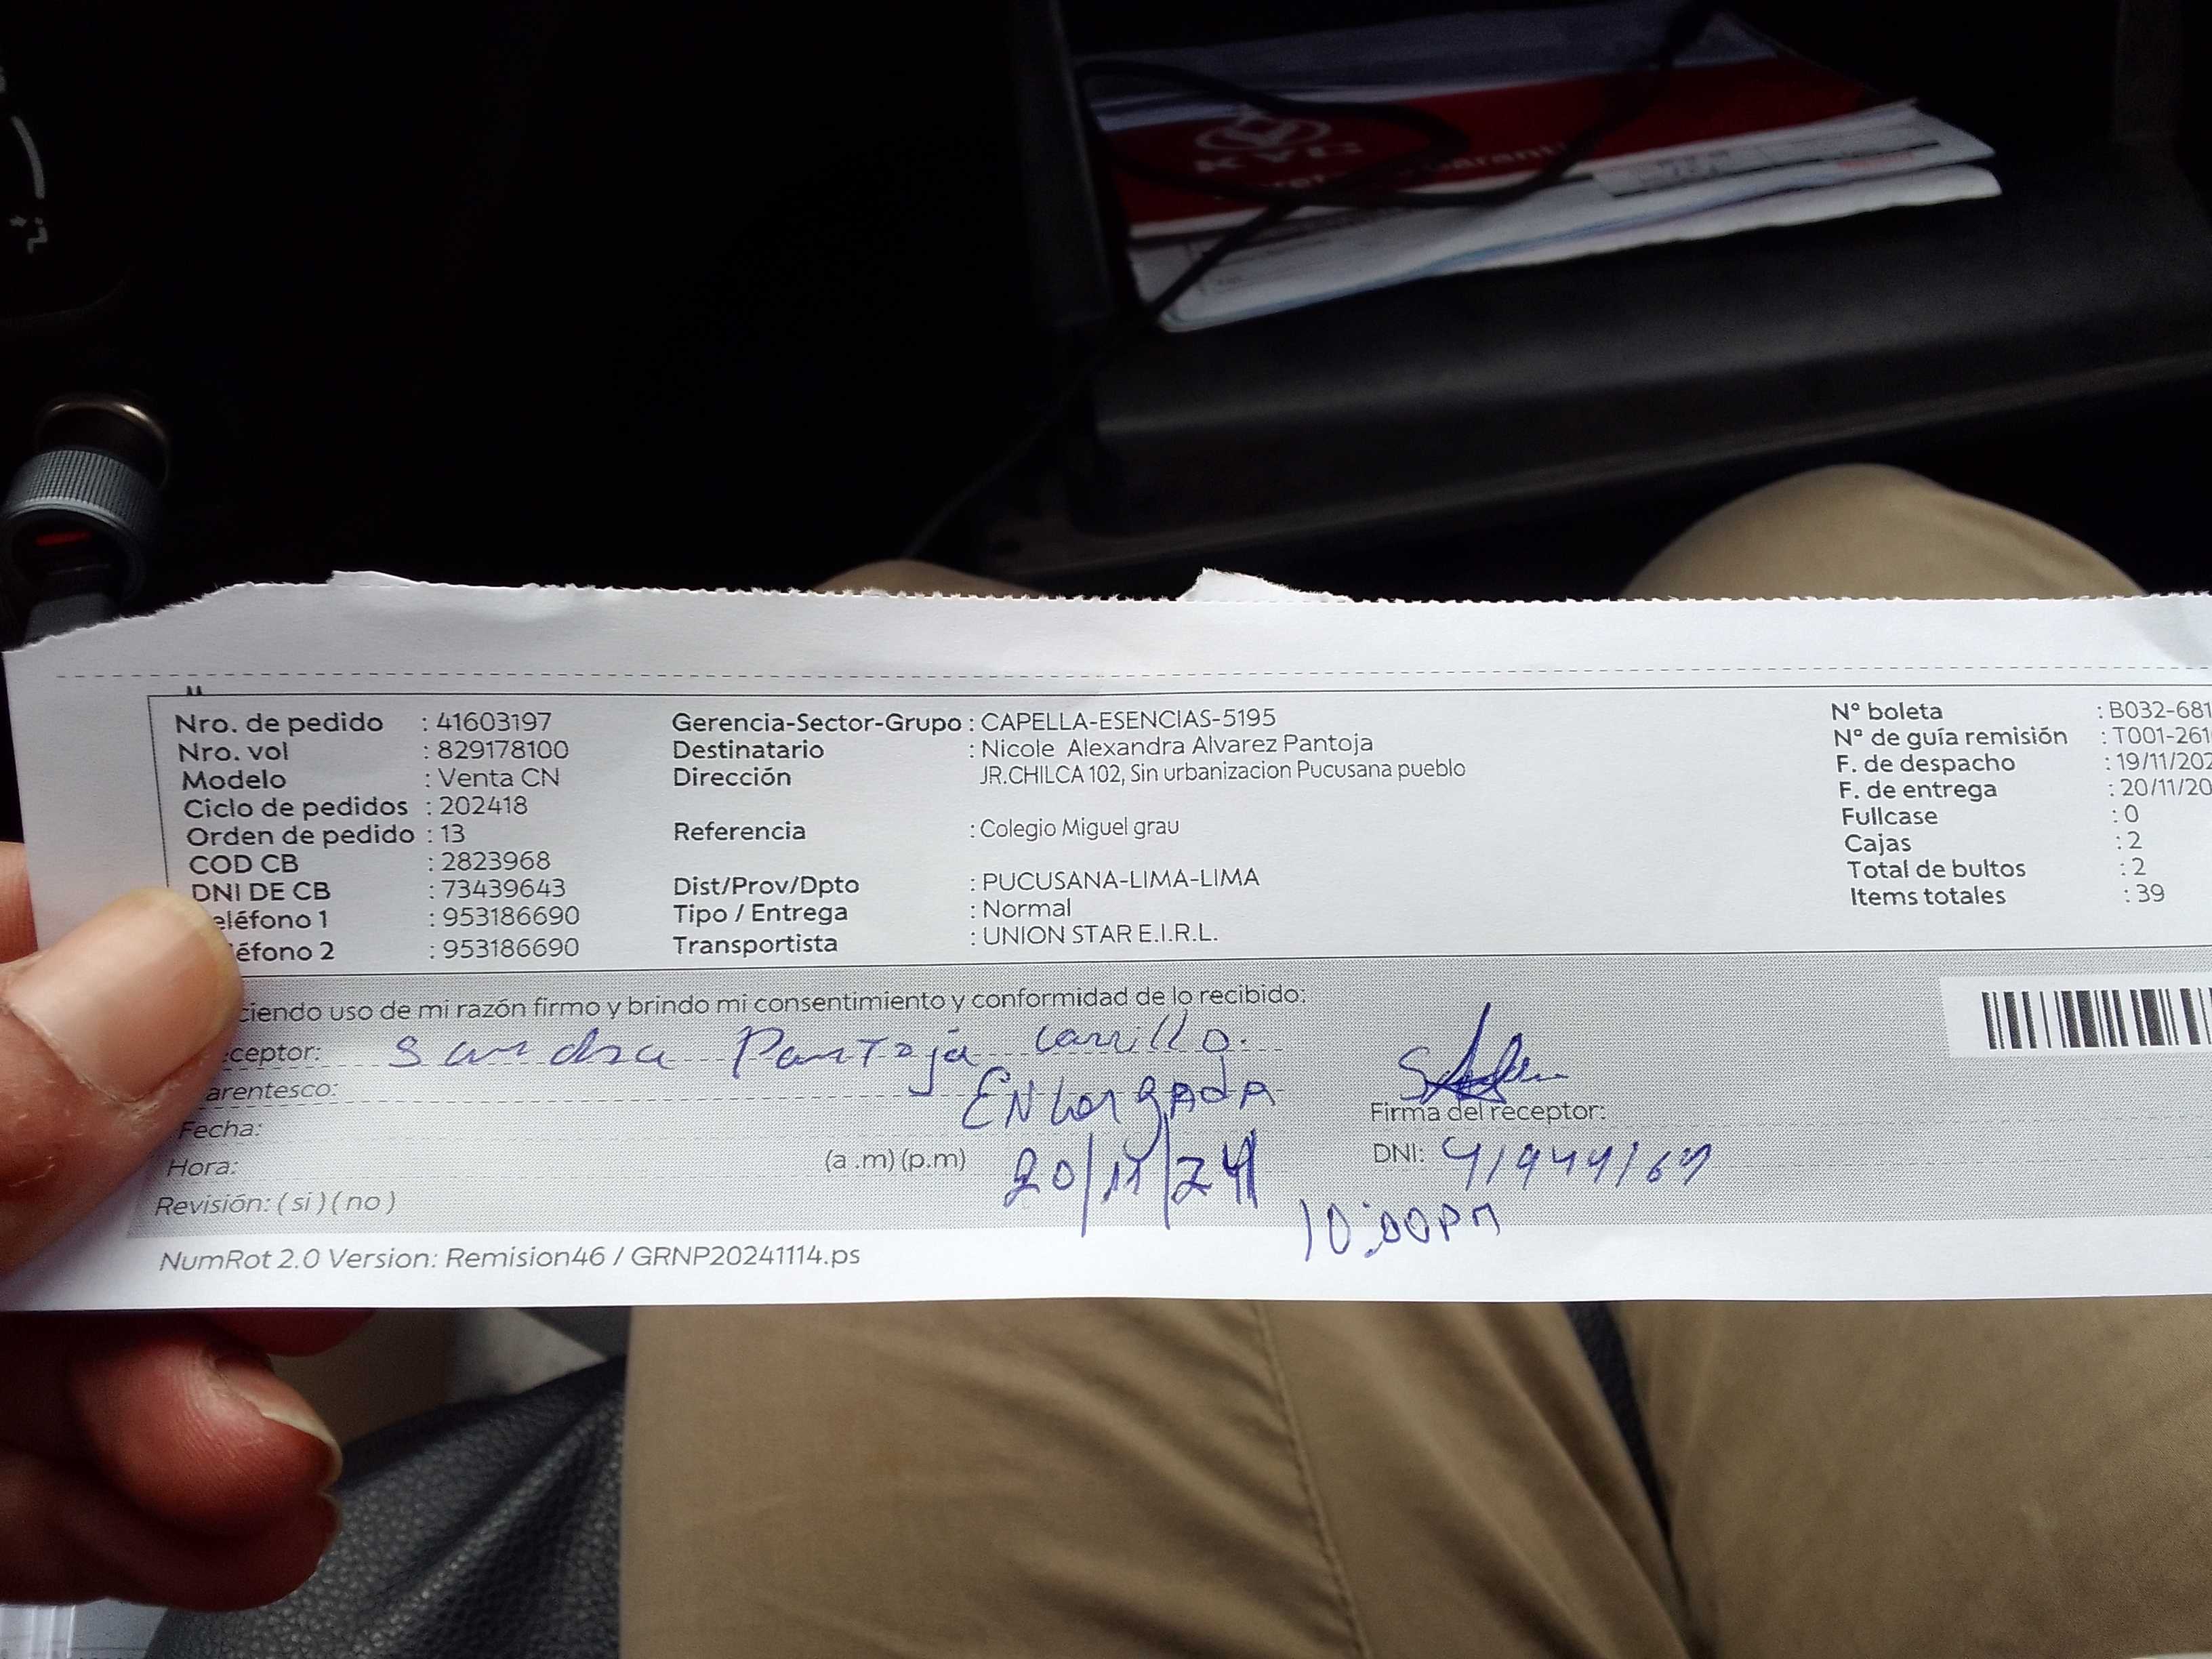 KYC
Nro. de pedido : 41603197
Nro. vol : 829178100
Modelo : Venta CN
Ciclo de pedidos : 202418
Orden de pedido : 13
COD CB : 2823968
DNI DE CB : 73439643
eléfono 1 : 953186690
éfono 2 : 953186690
Gerencia-Sector-Grupo : CAPELLA-ESENCIAS-5195
Destinatario : Nicole Alexandra Alvarez Pantoja
Dirección JR.CHILCA 102, Sin urbanizacion Pucusana pueblo
Referencia : Colegio Miguel grau
Dist/Prov/Dpto : PUCUSANA-LIMA-LIMA
Tipo / Entrega : Normal
Transportista : UNION STAR E.I.R.L.
N° boleta : B032-681
N° de guía remisión : T001-261
F. de despacho : 19/11/202
F. de entrega : 20/11/20
Fullcase : 0
Cajas : 2
Total de bultos : 2
Items totales : 39
ciendo uso de mi razón firmo y brindo mi consentimiento y conformidad de lo recibido:
ceptor: Sandra Pantoja Carrillo.
arentesco: ENcargAdA
Fecha: 20/11/24
Hora: (a .m) (p.m) 10:00PM
Revisión: ( si ) ( no )
Firma del receptor:
DNI:
NumRot 2.0 Version: Remision46 / GRNP20241114.ps